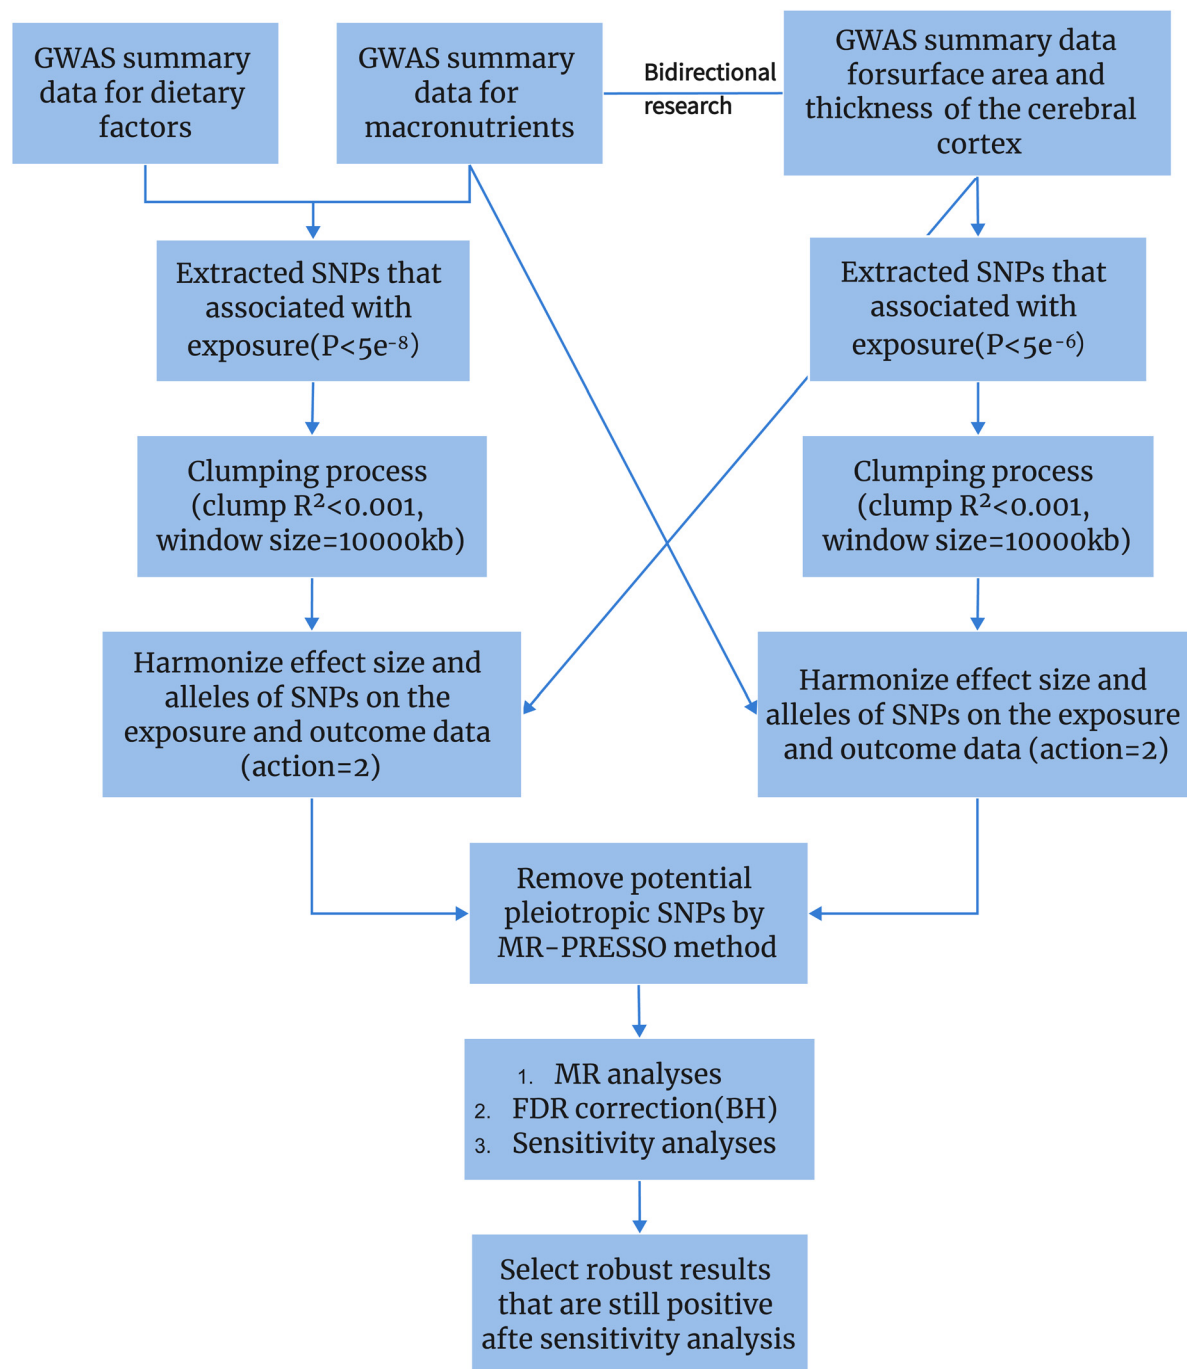 GWAS summary
data for dietary
factors
GWAS summary
data for
macronutrients
Bidirectional
research
GWAS summary data
forsurface area and
thickness of the cerebral
cortex
Extracted SNPs that
associated with
exposure(P<5e⁻⁸)
Extracted SNPs that
associated with
exposure(P<5e⁻⁶)
Clumping process
(clump R²<0.001,
window size=10000kb)
Clumping process
(clump R²<0.001,
window size=10000kb)
Harmonize effect size and
alleles of SNPs on the
exposure and outcome data
(action=2)
Harmonize effect size and
alleles of SNPs on the exposure
and outcome data (action=2)
Remove potential
pleiotropic SNPs by
MR-PRESSO method
1. MR analyses
2. FDR correction(BH)
3. Sensitivity analyses
Select robust results
that are still positive
afte sensitivity analysis